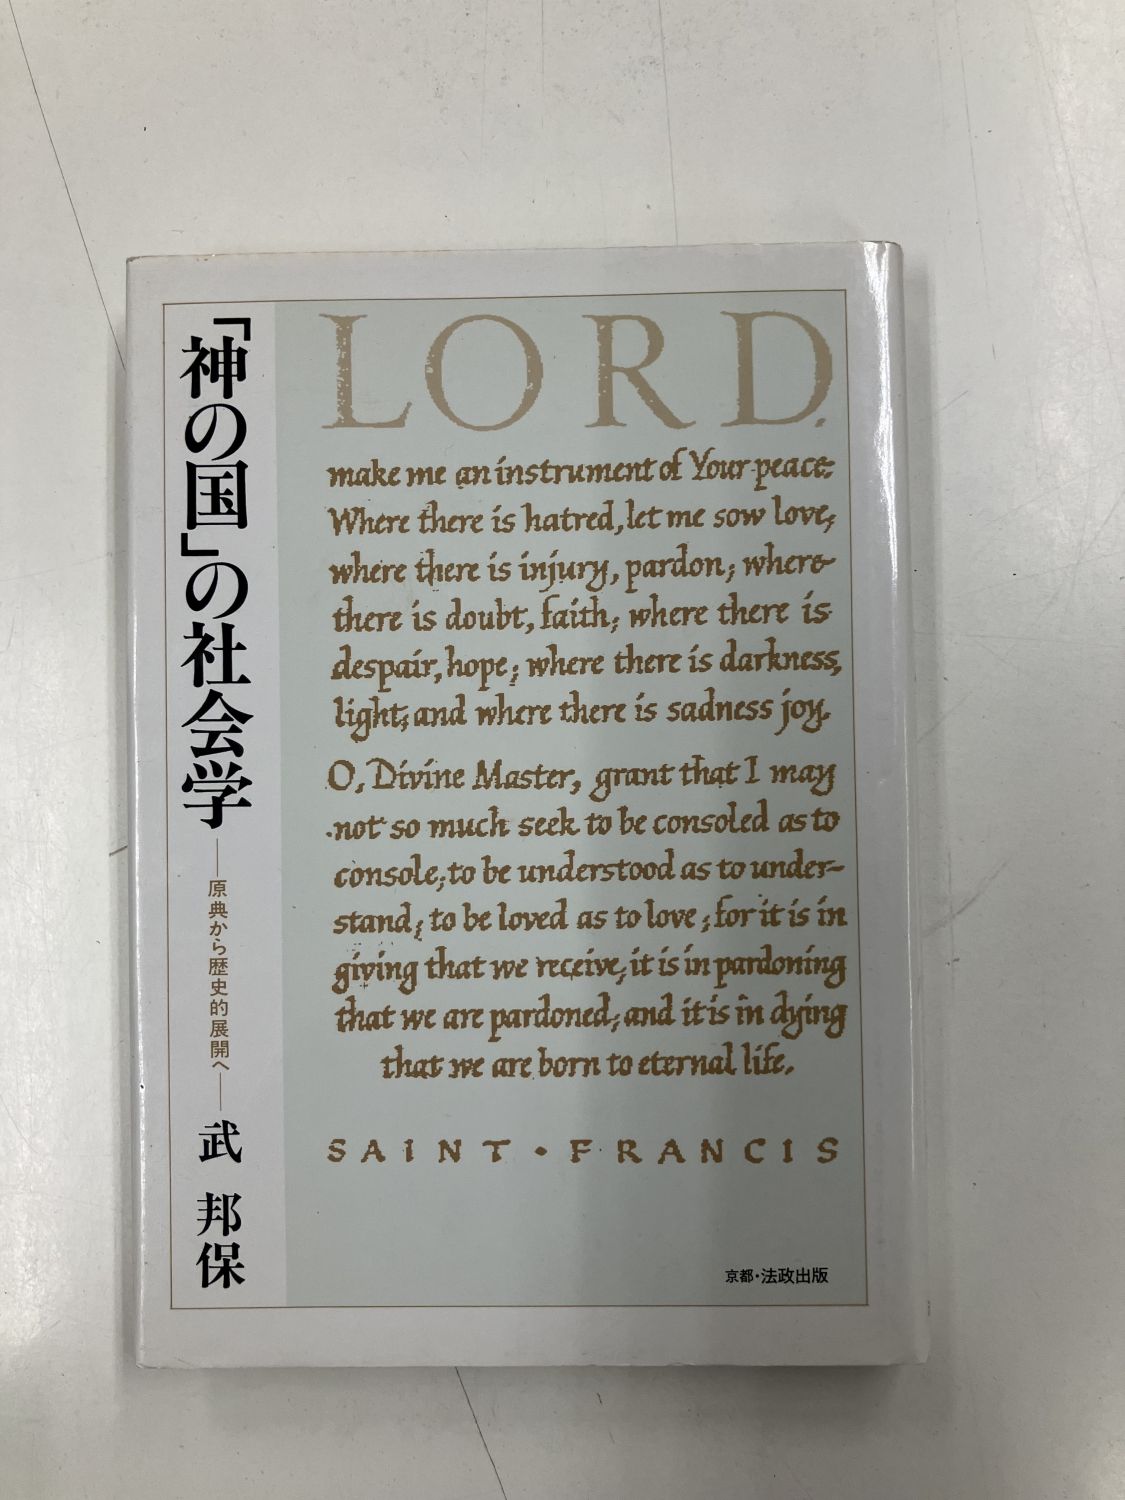 「神の国」の社会学
──原典から歴史的展開へ──
武 邦保
LORD,
make me an instrument of Your peace.
Where there is hatred, let me sow love;
where there is injury, pardon; where
there is doubt, faith; where there is
despair, hope; where there is darkness,
light; and where there is sadness joy.
O, Divine Master, grant that I may
not so much seek to be consoled as to
console; to be understood as to under-
stand; to be loved as to love; for it is in
giving that we receive; it is in pardoning
that we are pardoned; and it is in dying
that we are born to eternal life.
SAINT・FRANCIS
京都・法政出版